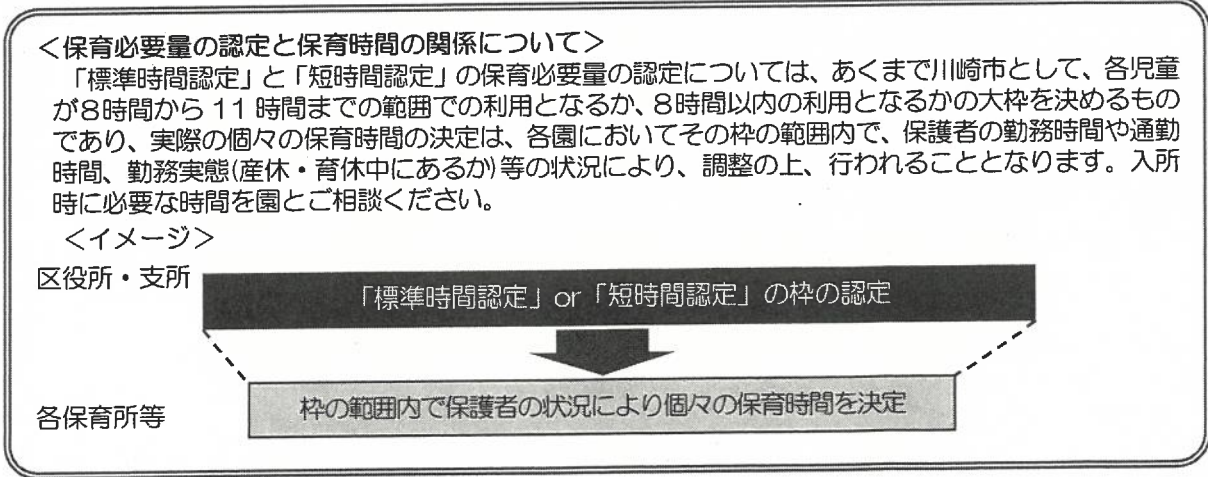 ＜保育必要量の認定と保育時間の関係について＞
「標準時間認定」と「短時間認定」の保育必要量の認定については、あくまで川崎市として、各児童
が８時間から 11 時間までの範囲での利用となるか、８時間以内の利用となるかの大枠を決めるもの
であり、実際の個々の保育時間の決定は、各園においてその枠の範囲内で、保護者の勤務時間や通勤
時間、勤務実態(産休・育休中にあるか)等の状況により、調整の上、行われることとなります。入所
時に必要な時間を園とご相談ください。
＜イメージ＞
区役所・支所
「標準時間認定」or「短時間認定」の枠の認定
枠の範囲内で保護者の状況により個々の保育時間を決定
各保育所等